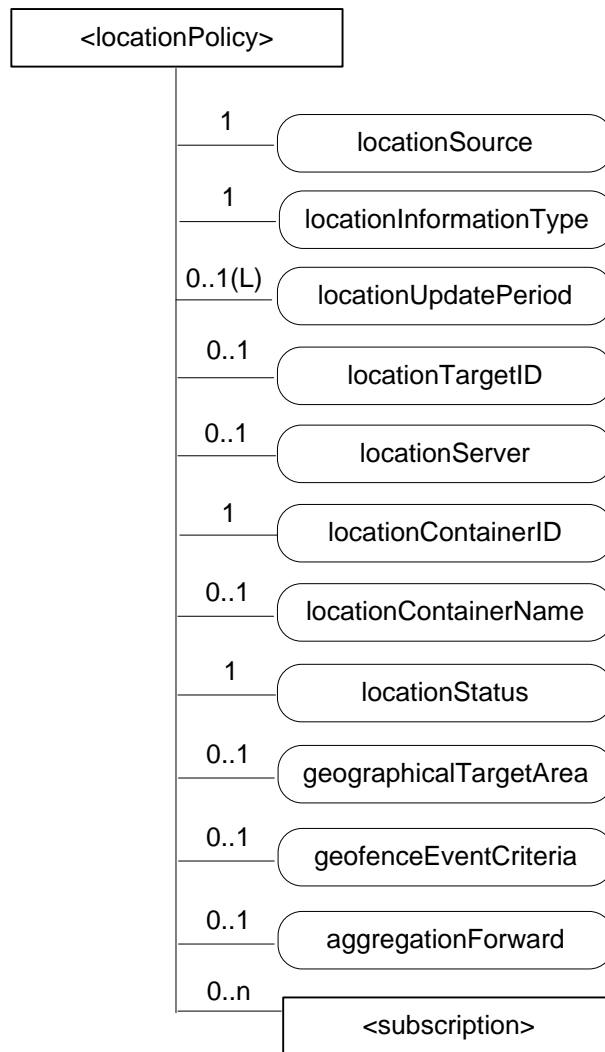 <locationPolicy>
1
locationSource
1
locationInformationType
0..1(L)
locationUpdatePeriod
0..1
locationTargetID
0..1
locationServer
1
locationContainerID
0..1
locationContainerName
1
locationStatus
0..1
geographicalTargetArea
0..1
geofenceEventCriteria
0..1
aggregationForward
0..n
<subscription>